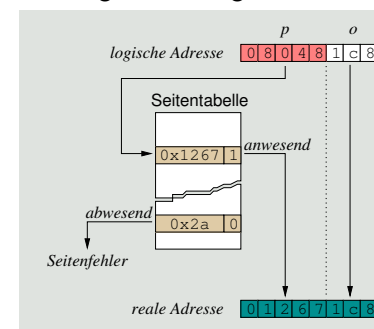 p o
logische Adresse 0 8 0 4 8 1 c 8
Seitentabelle
0x1267 1 anwesend
abwesend
0x2a 0
Seitenfehler
reale Adresse 0 1 2 6 7 1 c 8